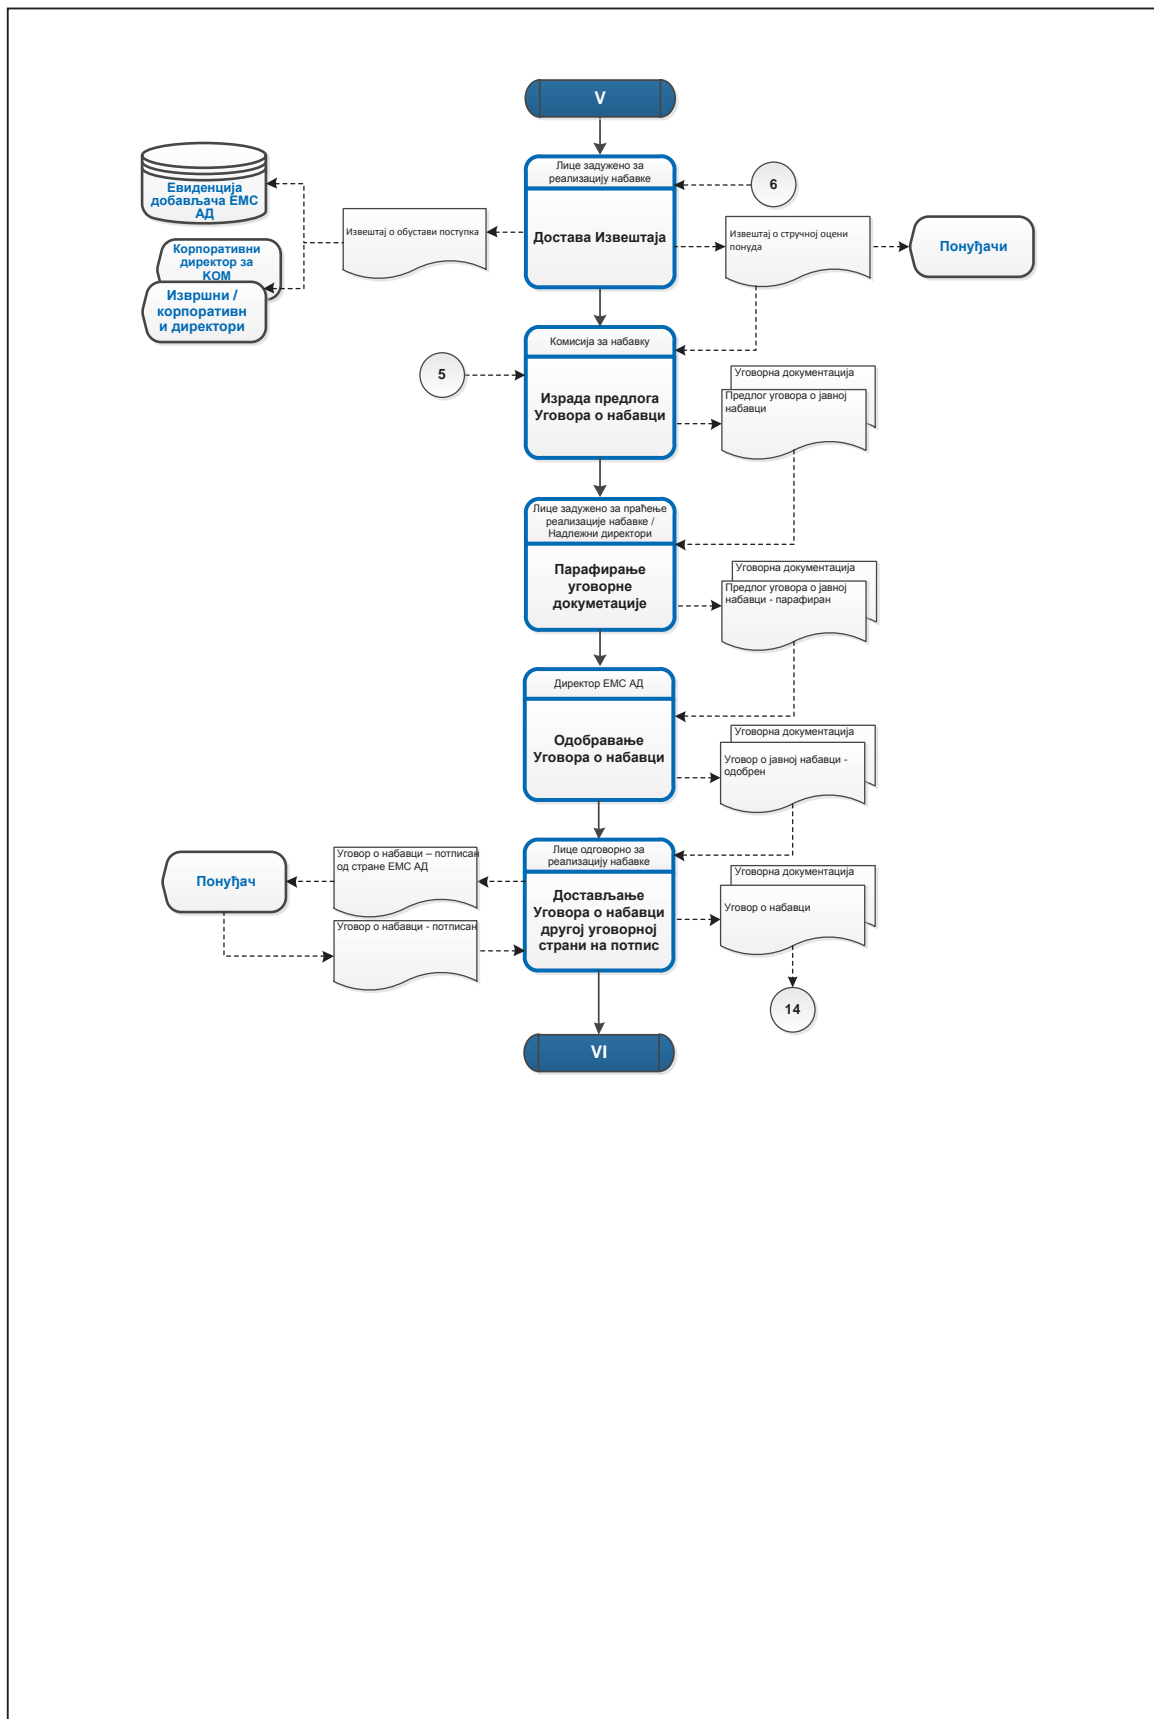 V
Лице задужено за
реализацију набавке
Достава Извештаја
6
Евиденција
добављача ЕМС
АД
Извештај о обустави поступка
Извештај о стручној оцени
понуда
Понуђачи
Корпоративни
директор за
КОМ
Извршни /
корпоративн
и директори
Комисија за набавку
Израда предлога
Уговора о набавци
5
Уговорна документација
Предлог уговора о јавној
набавци
Лице задужено за праћење
реализације набавке /
Надлежни директори
Парафирање
уговорне
докуметације
Уговорна документација
Предлог уговора о јавној
набавци - парафиран
Директор ЕМС АД
Одобравање
Уговора о набавци
Уговорна документација
Уговор о јавној набавци -
одобрен
Лице одговорно за
реализацију набавке
Достављање
Уговора о набавци
другој уговорној
страни на потпис
Уговор о набавци – потписан
од стране ЕМС АД
Понуђач
Уговор о набавци - потписан
Уговорна документација
Уговор о набавци
14
VI